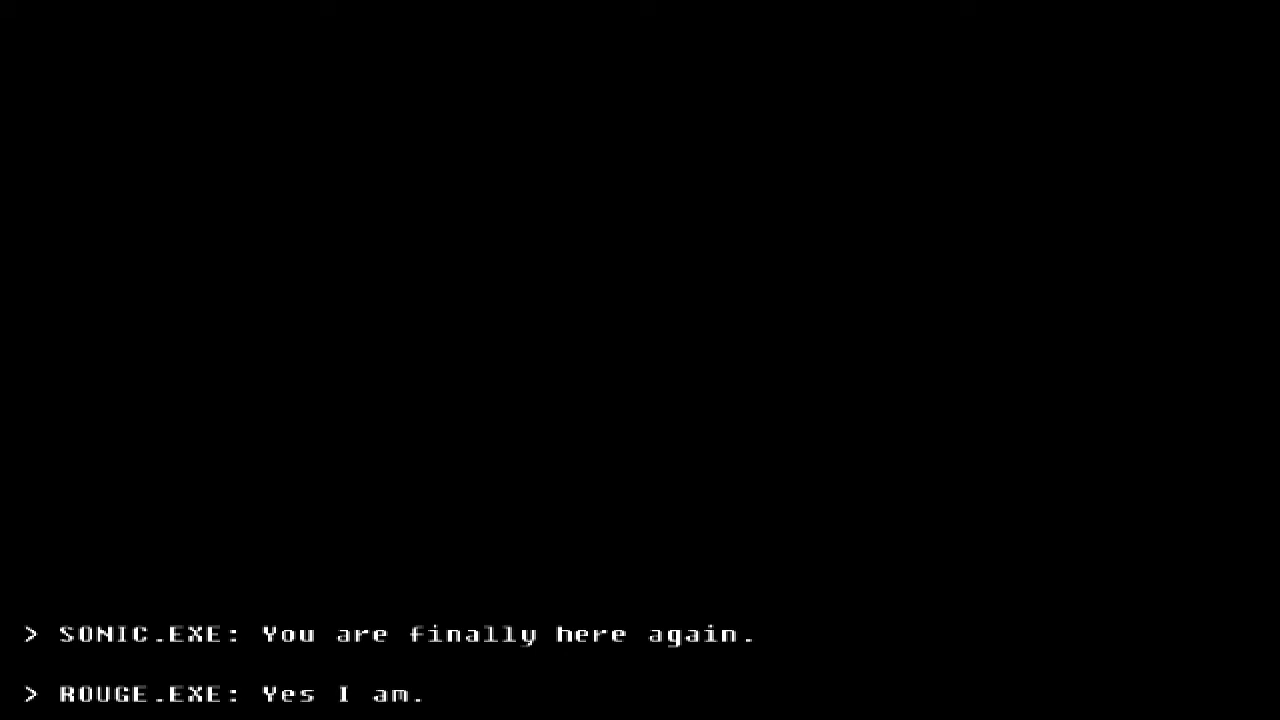 > SONIC.EXE: You are finally here again.
> ROUGE.EXE: Yes I am.